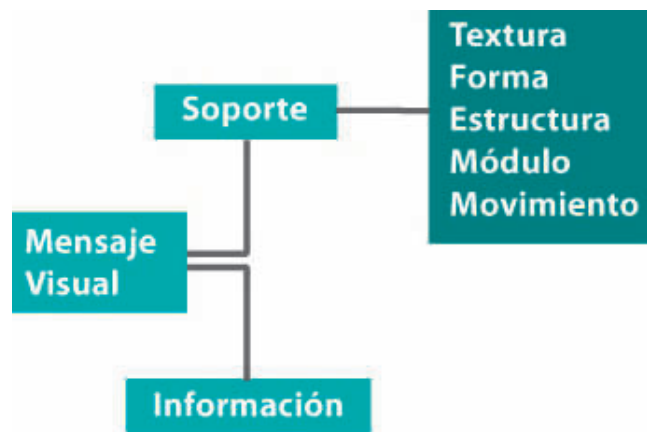 Textura
Forma
Estructura
Módulo
Movimiento
Soporte
Mensaje
Visual
Información